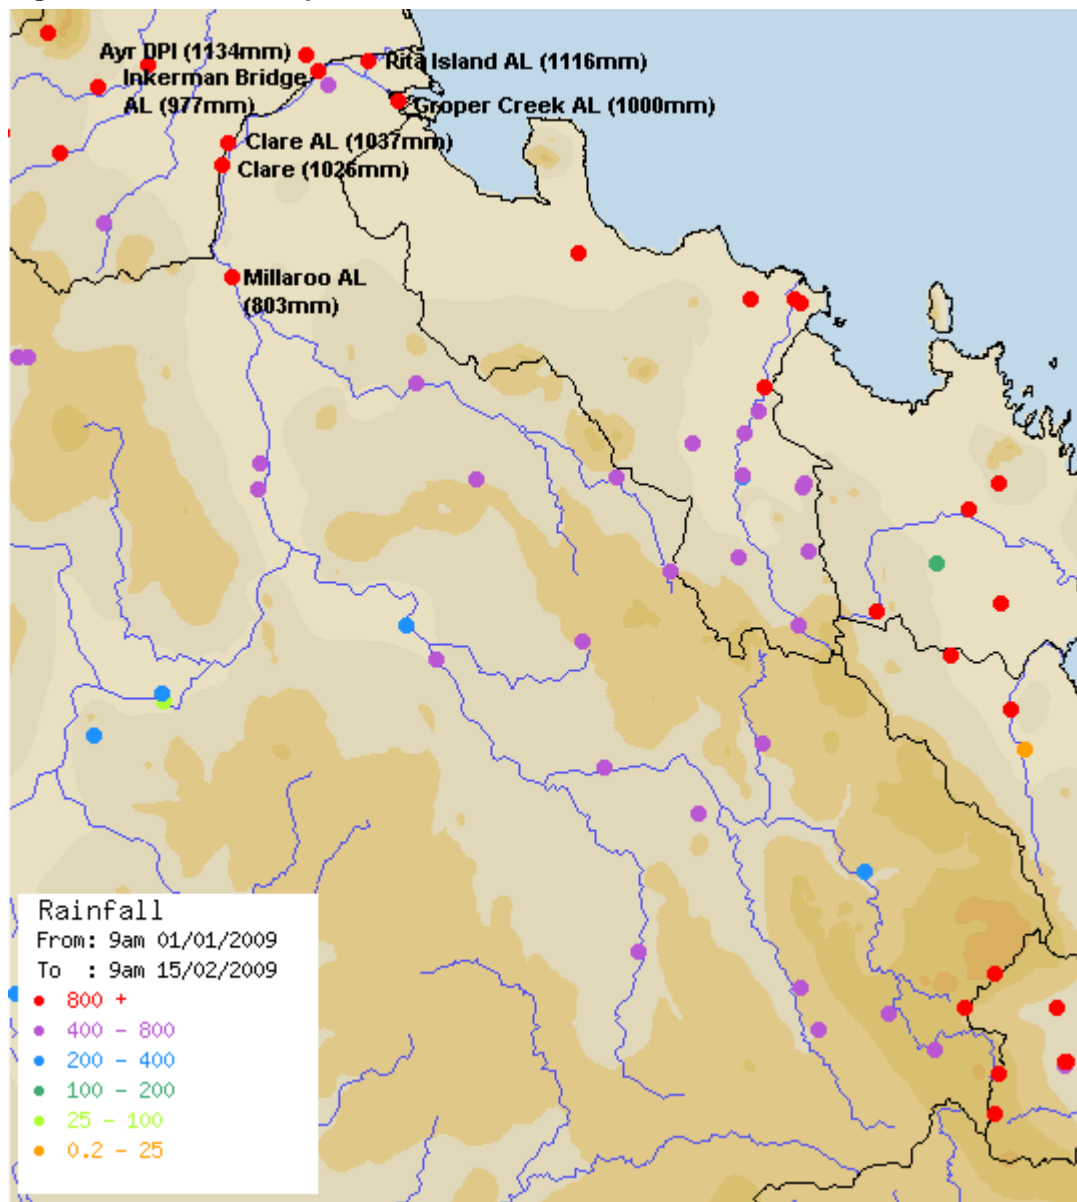 Ayr DPI (1134mm)
Rita Island AL (1116mm)
Inkerman Bridge
AL (977mm)
Groper Creek AL (1000mm)
Clare AL (1037mm)
Clare (1026mm)
Millaroo AL
(803mm)
Rainfall
From: 9am 01/01/2009
To : 9am 15/02/2009
800 +
400 - 800
200 - 400
100 - 200
25 - 100
0.2 - 25